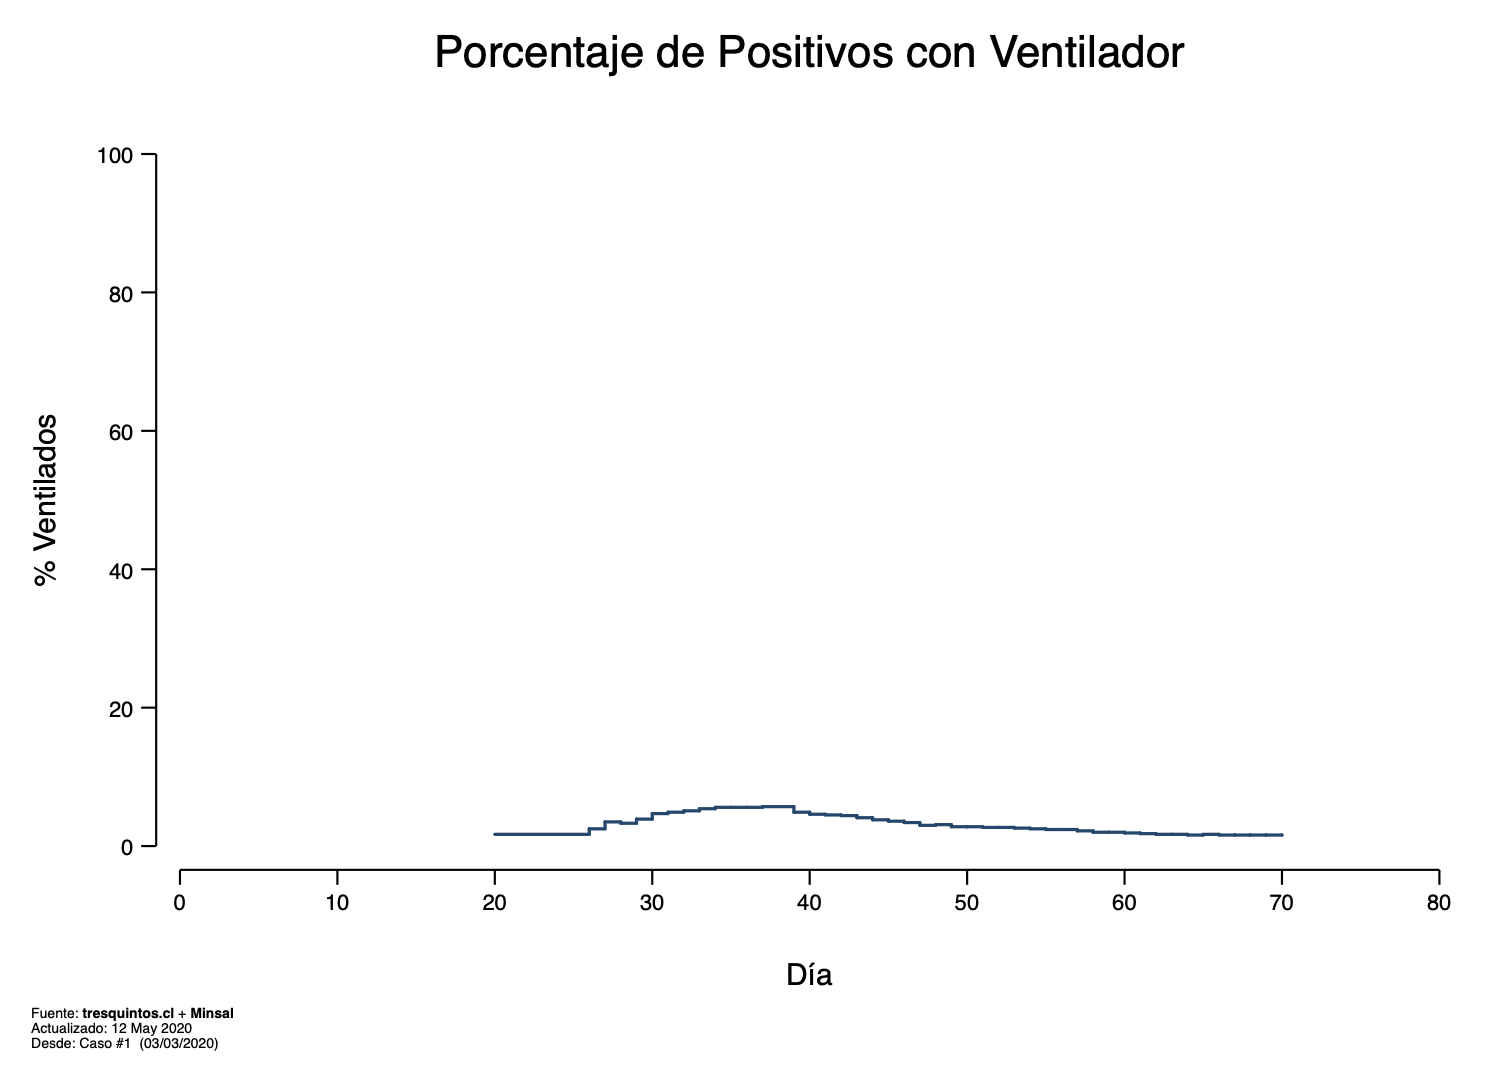 Porcentaje de Positivos con Ventilador
100
80
60
40
20
0
% Ventilados
0 10 20 30 40 50 60 70 80
Día
Fuente: tresquintos.cl + Minsal
Actualizado: 12 May 2020
Desde: Caso #1 (03/03/2020)